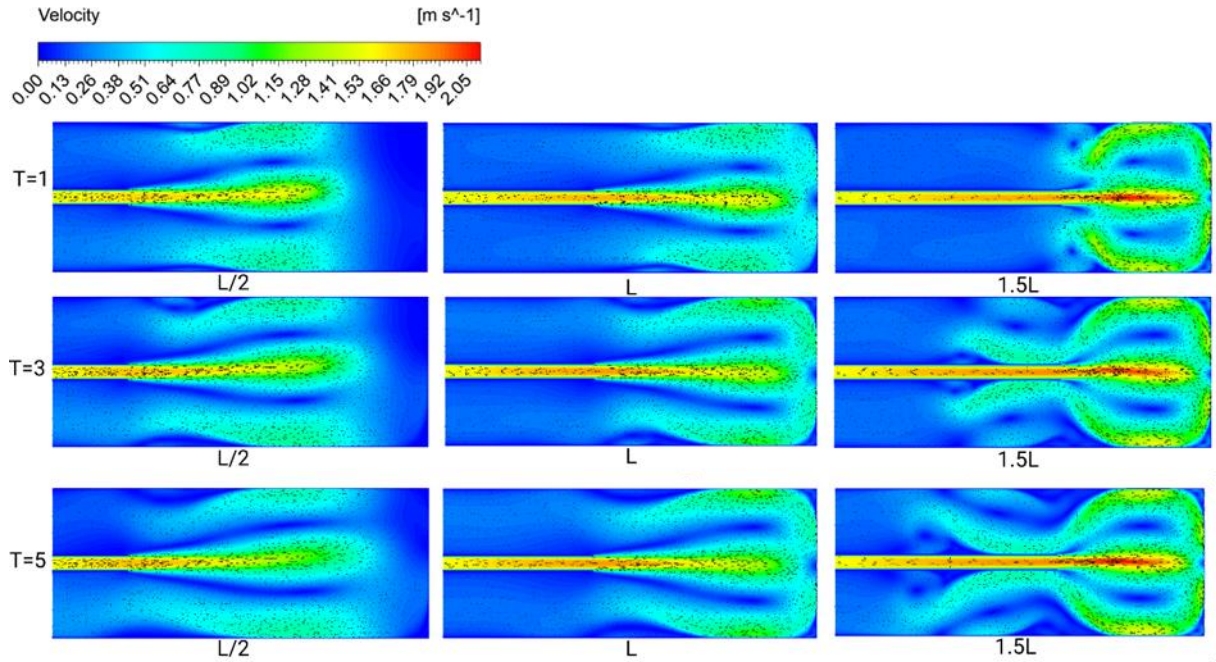 Velocity [m s^-1]
0.00 0.13 0.26 0.38 0.51 0.64 0.77 0.89 1.02 1.15 1.28 1.41 1.53 1.66 1.79 1.92 2.05
T=1
L/2 L 1.5L
T=3
L/2 L 1.5L
T=5
L/2 L 1.5L